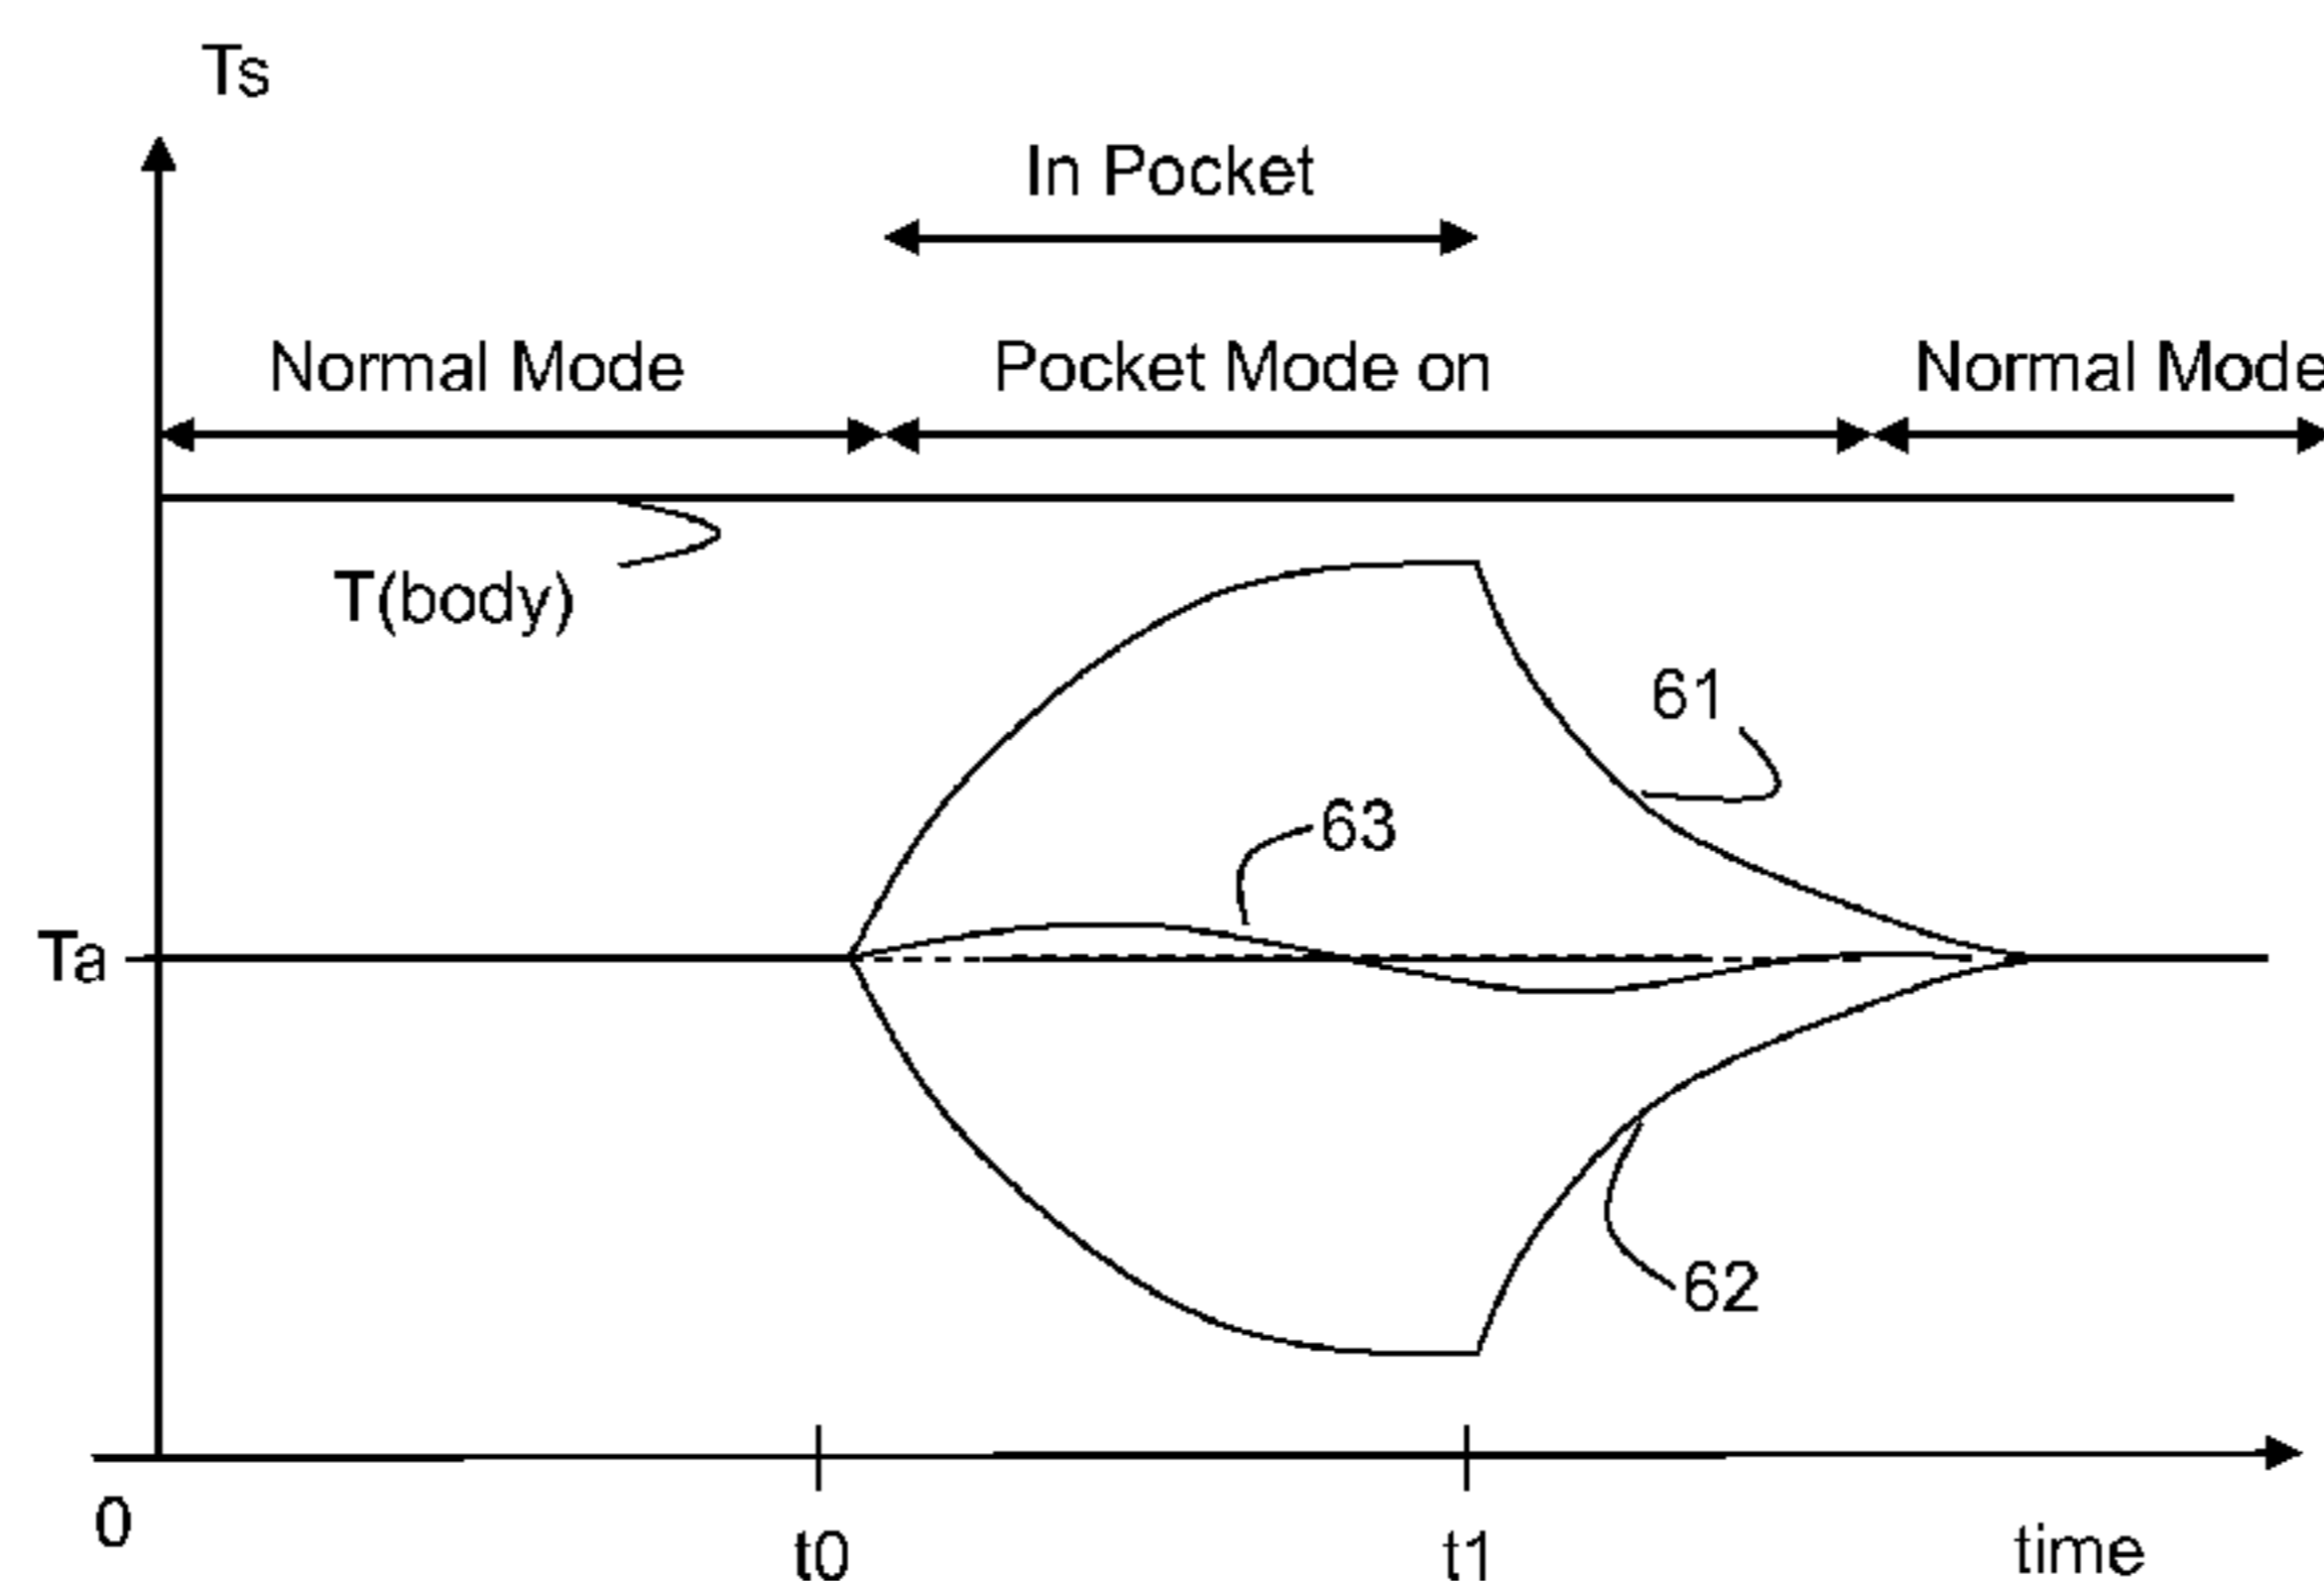 Ts
In Pocket
Normal Mode
Pocket Mode on
Normal Mode
T(body)
61
63
Ta
62
0
t0
t1
time